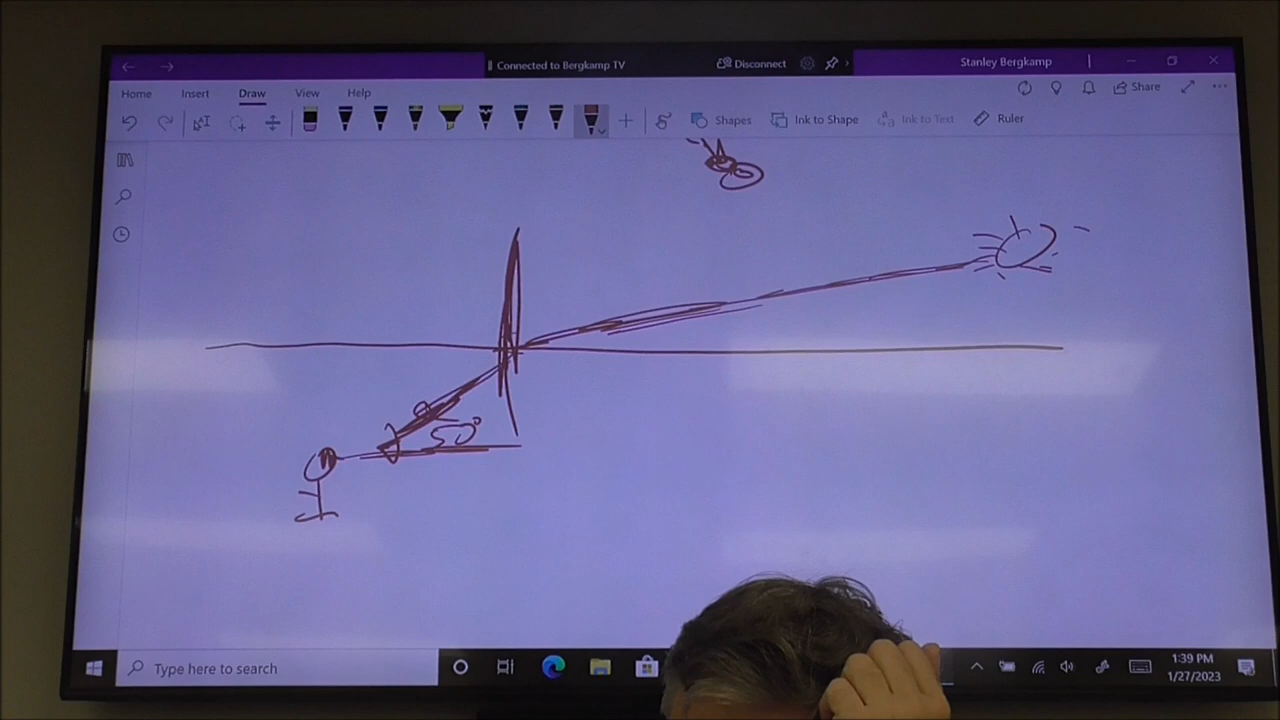 Connected to Bergkamp TV
Disconnect
Stanley Bergkamp
Home Insert Draw View Help
Share
Shapes Ink to Shape Ink to Text Ruler
50°
Type here to search
1:39 PM
1/27/2023